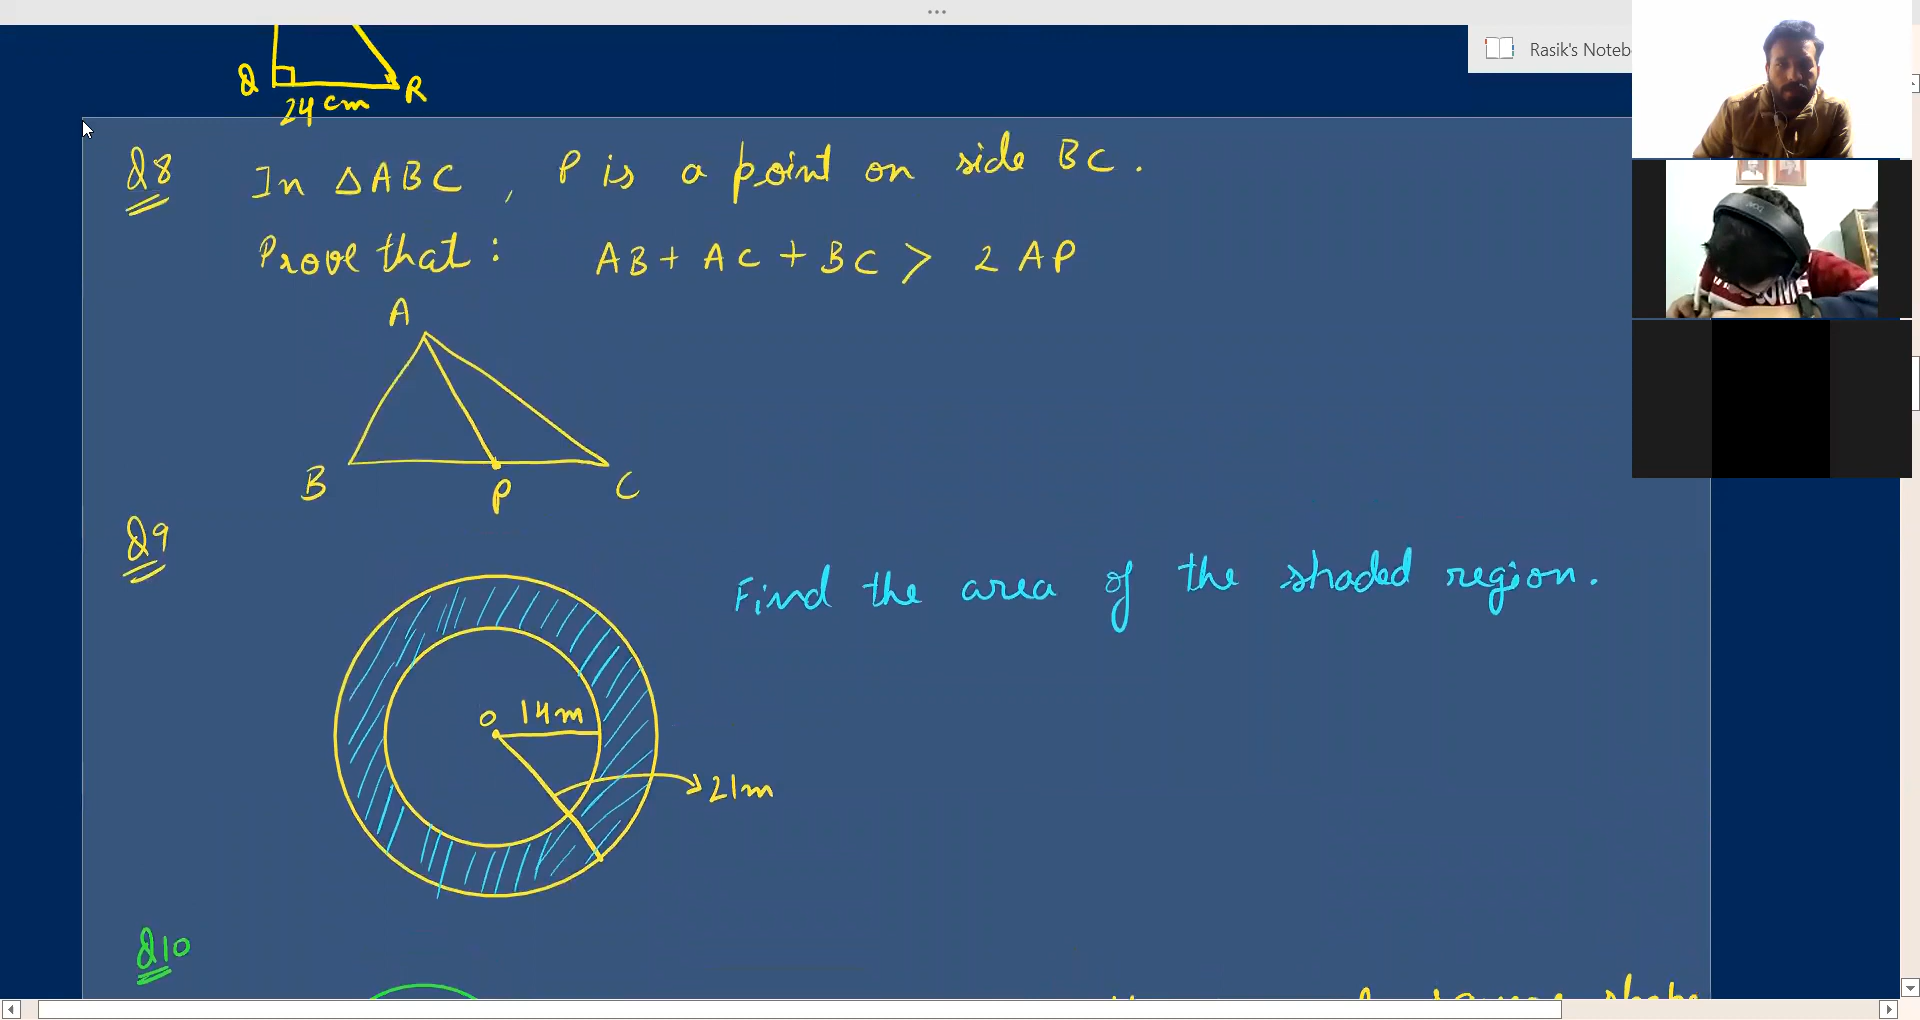 Rasik's Noteb
Q R
24 cm
Q8 In △ABC, P is a point on side BC.
Prove that : AB + AC + BC > 2 AP
A
B P C
Q9
Find the area of the shaded region.
O 14m
21m
Q10